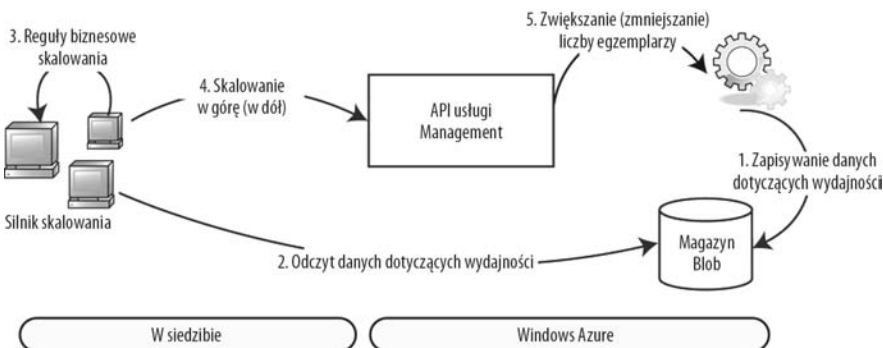 3. Reguły biznesowe
skalowania
4. Skalowanie
w górę (w dół)
Silnik skalowania
API usługi
Management
5. Zwiększanie (zmniejszanie)
liczby egzemplarzy
1. Zapisywanie danych
dotyczących wydajności
2. Odczyt danych dotyczących wydajności
Magazyn
Blob
W siedzibie
Windows Azure